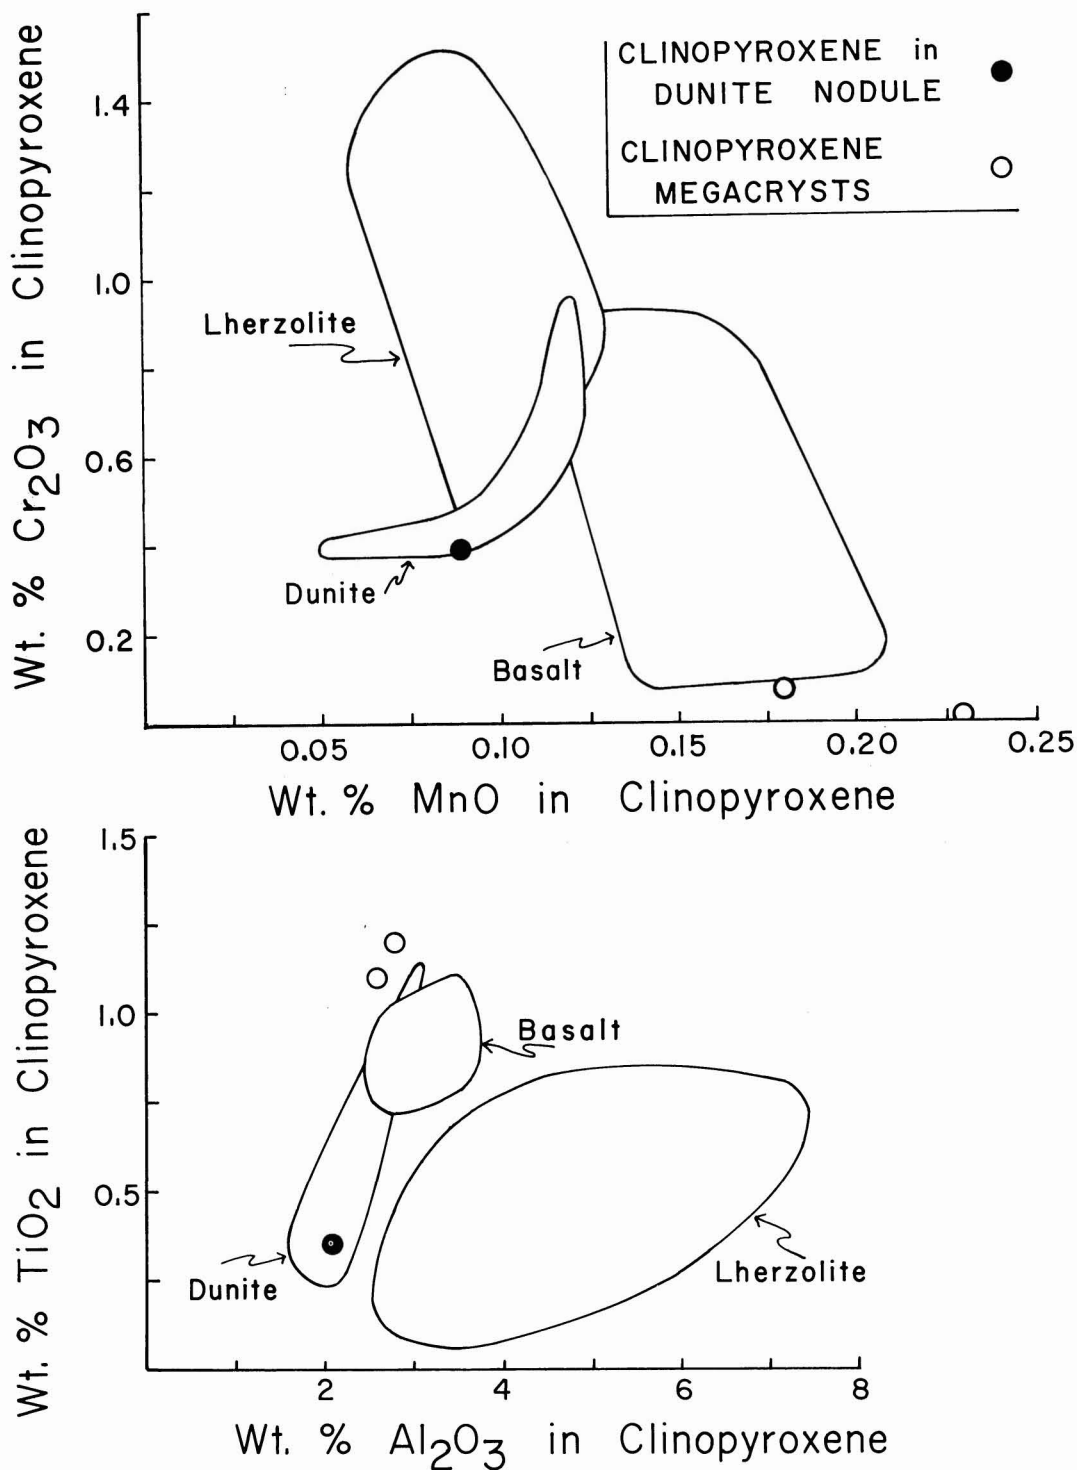 CLINOPYROXENE in
DUNITE NODULE
CLINOPYROXENE
MEGACRYSTS
Wt. % Cr2O3 in Clinopyroxene
1.4
1.0
0.6
0.2
Lherzolite
Dunite
Basalt
0.05 0.10 0.15 0.20 0.25
Wt. % MnO in Clinopyroxene
Wt. % TiO2 in Clinopyroxene
1.5
1.0
0.5
Basalt
Dunite
Lherzolite
2 4 6 8
Wt. % Al2O3 in Clinopyroxene